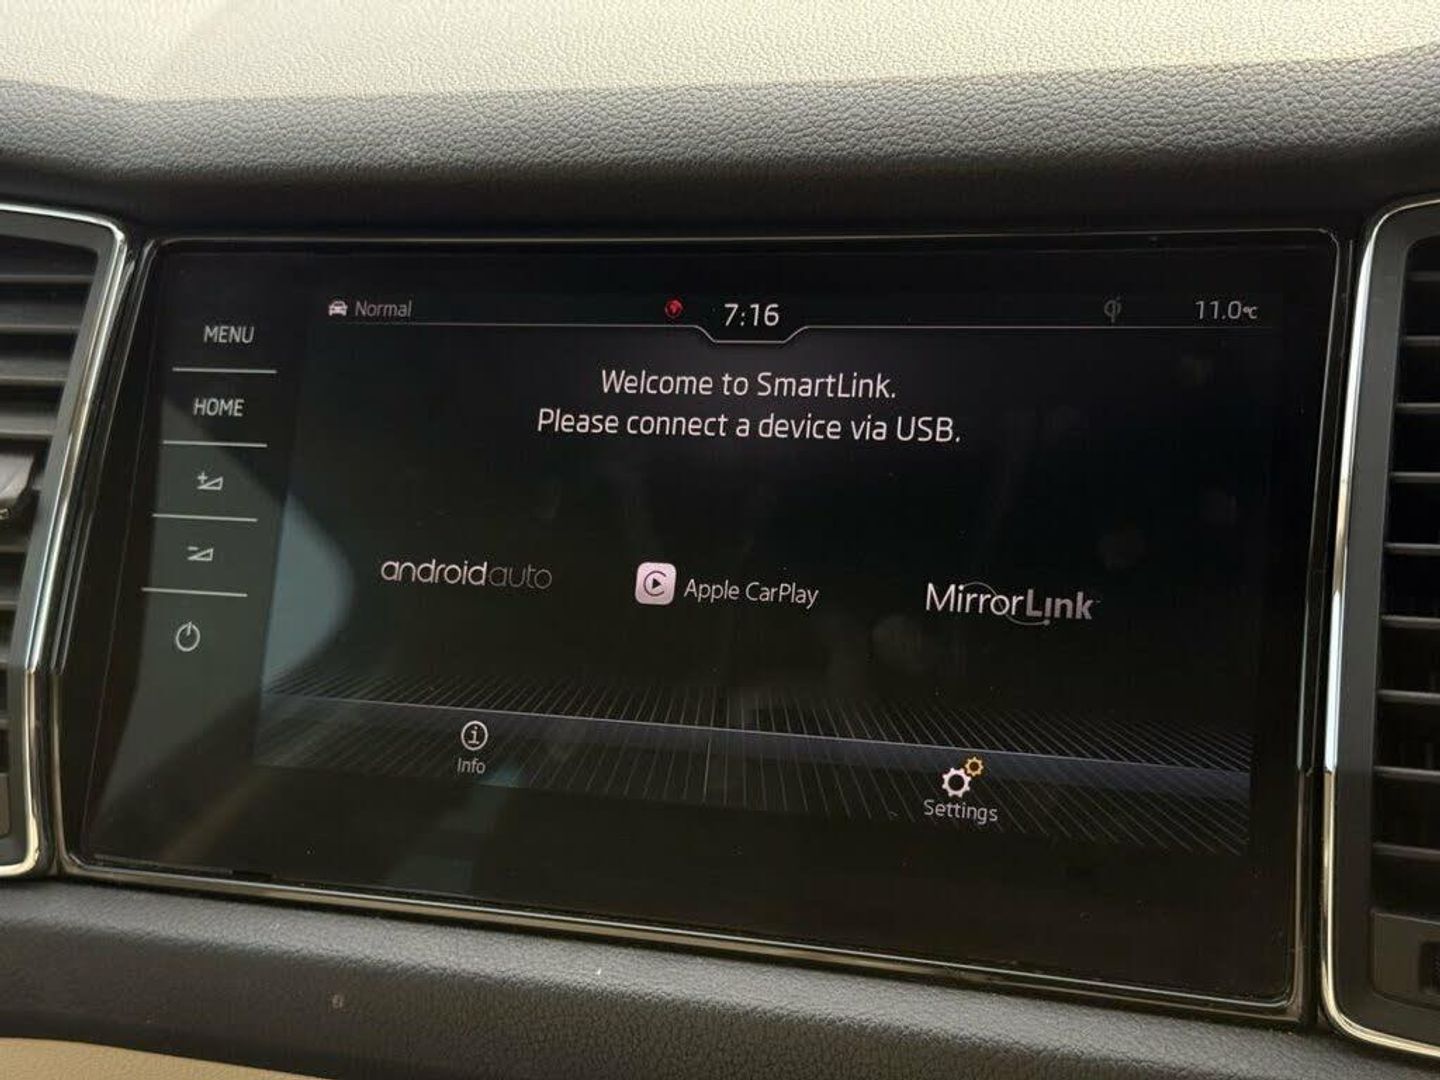 Normal
7:16
11.0°C
MENU
HOME
Welcome to SmartLink.
Please connect a device via USB.
androidauto
Apple CarPlay
MirrorLink
Info
Settings